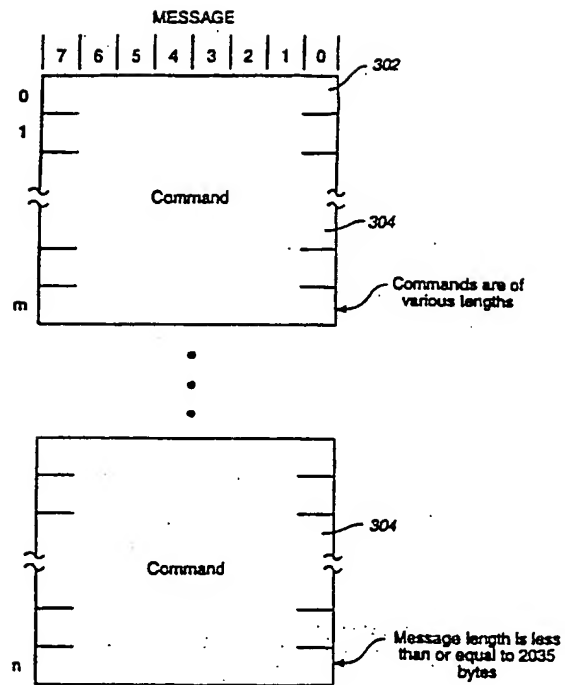 MESSAGE
7 6 5 4 3 2 1 0
302
0
1
Command
304
Commands are of
various lengths
m
304
Command
Message length is less
than or equal to 2035
bytes
n